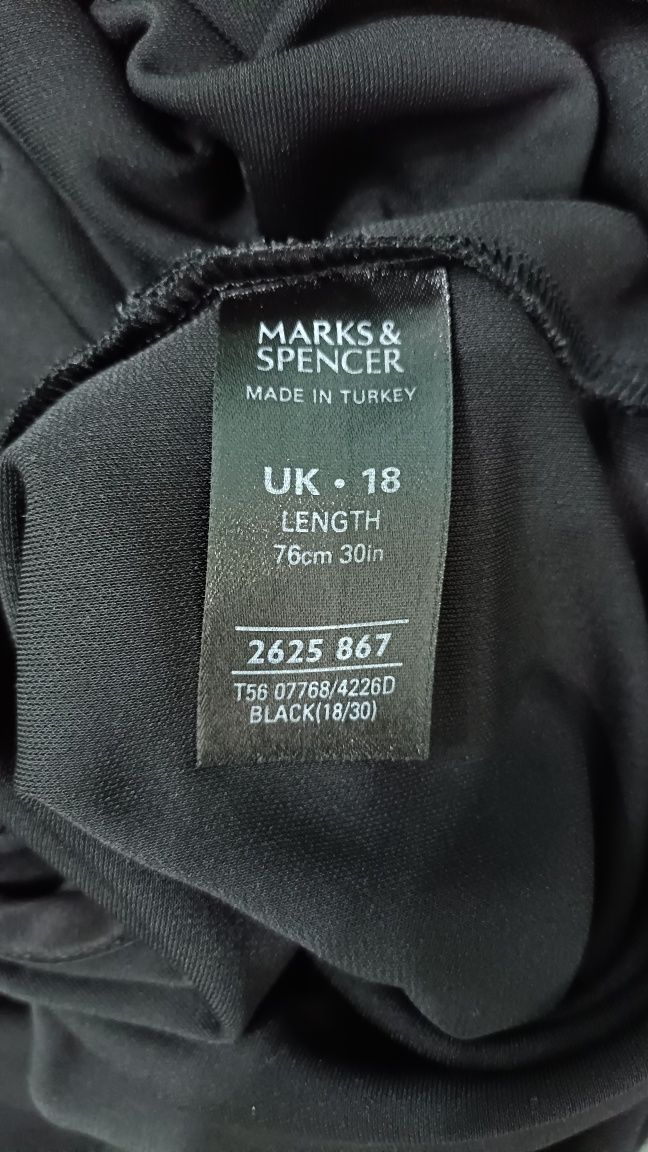 MARKS &
SPENCER
MADE IN TURKEY
UK • 18
LENGTH
76cm 30in
2625 867
T56 07768/4226D
BLACK(18/30)